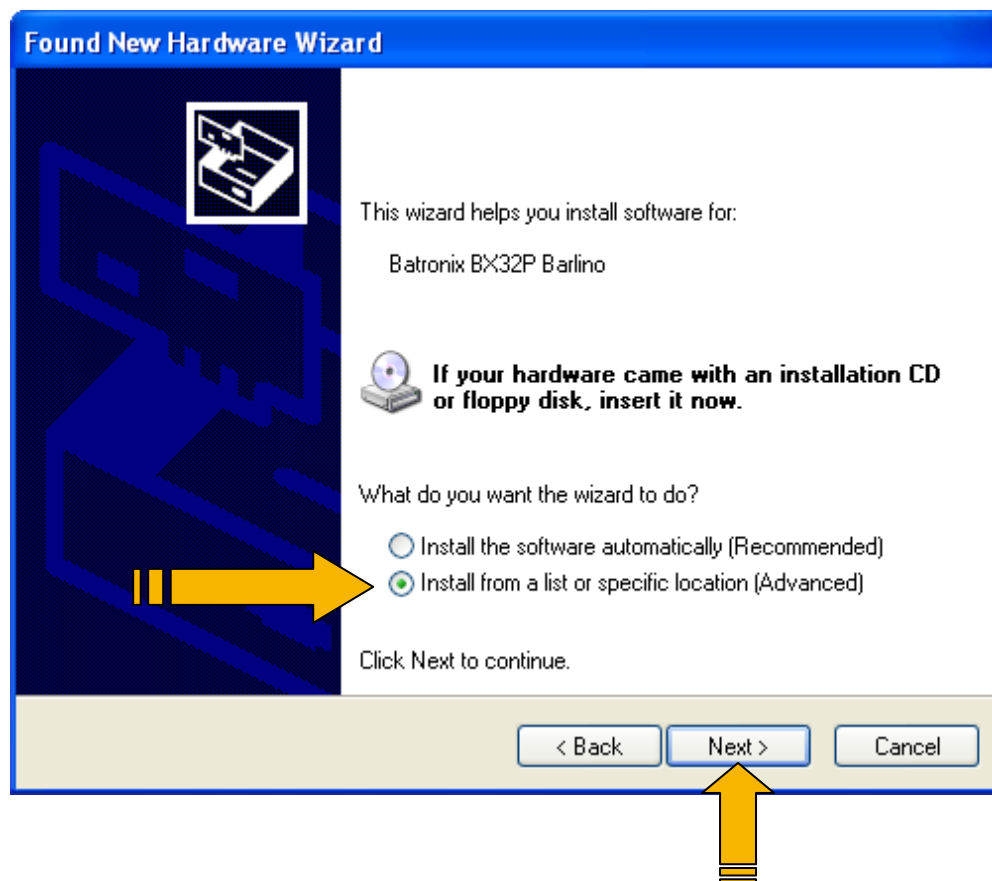 Found New Hardware Wizard
This wizard helps you install software for:
Batronix BX32P Barlino
If your hardware came with an installation CD
or floppy disk, insert it now.
What do you want the wizard to do?
Install the software automatically (Recommended)
Install from a list or specific location (Advanced)
Click Next to continue.
< Back
Next >
Cancel